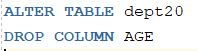 ALTER TABLE dept20
DROP COLUMN AGE